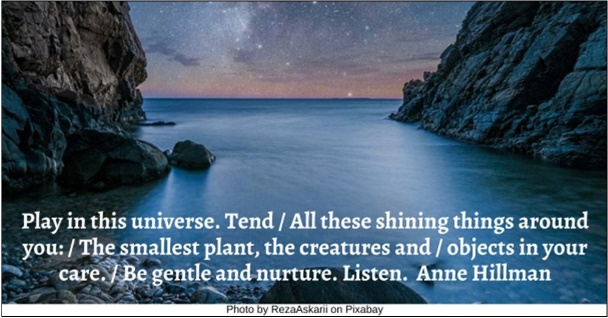 Play in this universe. Tend / All these shining things around
you: / The smallest plant, the creatures and / objects in your
care. / Be gentle and nurture. Listen.  Anne Hillman
Photo by RezaAskarii on Pixabay